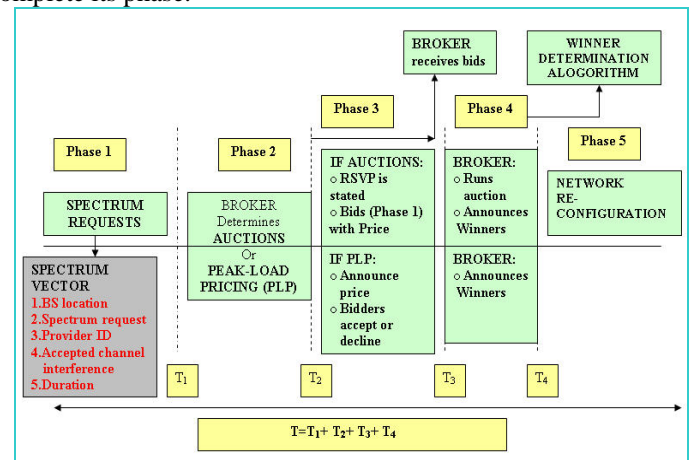 omplete its phase.
BROKER
receives bids
WINNER
DETERMINATION
ALOGORITHM
Phase 3
Phase 4
Phase 1
Phase 2
Phase 5
SPECTRUM
REQUESTS
BROKER
Determines
AUCTIONS
Or
PEAK-LOAD
PRICING (PLP)
IF AUCTIONS:
o RSVP is
stated
o Bids (Phase 1)
with Price
IF PLP:
o Announce
price
o Bidders
accept or
decline
BROKER:
o Runs
auction
o Announces
Winners
BROKER:
o Announces
Winners
NETWORK
RE-
CONFIGURATION
SPECTRUM
VECTOR
1.BS location
2.Spectrum request
3.Provider ID
4.Accepted channel
interference
5.Duration
T1
T2
T3
T4
T=T1+ T2+ T3+ T4